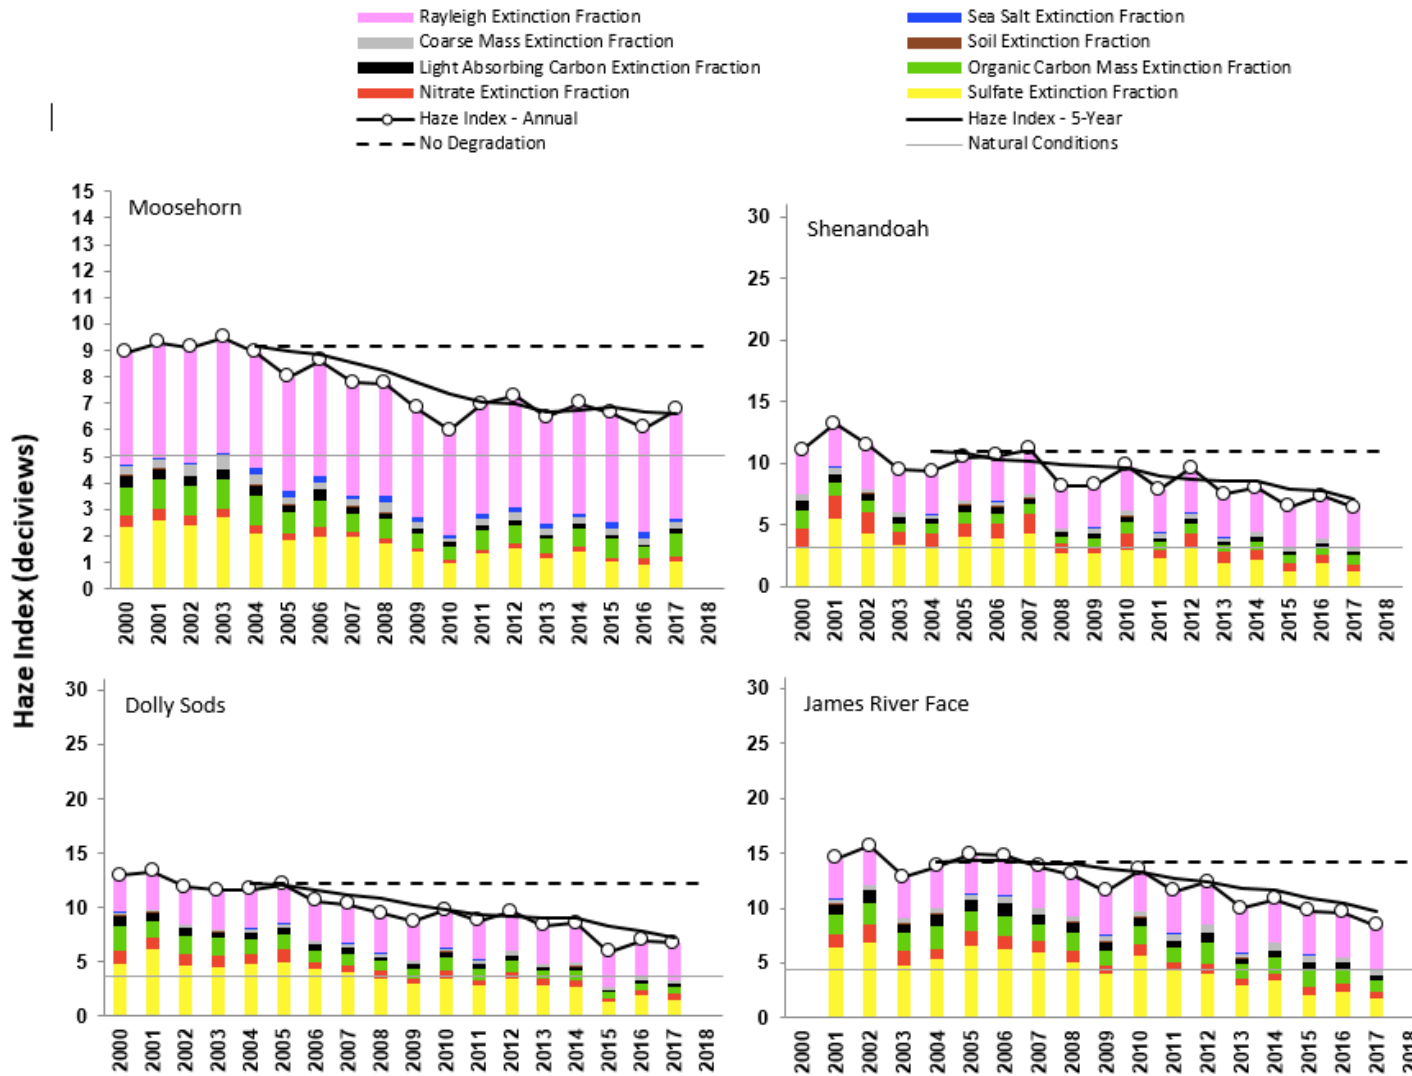 Rayleigh Extinction Fraction
Sea Salt Extinction Fraction
Coarse Mass Extinction Fraction
Soil Extinction Fraction
Light Absorbing Carbon Extinction Fraction
Organic Carbon Mass Extinction Fraction
Nitrate Extinction Fraction
Sulfate Extinction Fraction
Haze Index - Annual
Haze Index - 5-Year
No Degradation
Natural Conditions
Haze Index (deciviews)
Moosehorn
15
14
13
12
11
10
9
8
7
6
5
4
3
2
1
0
2000 2001 2002 2003 2004 2005 2006 2007 2008 2009 2010 2011 2012 2013 2014 2015 2016 2017 2018
Shenandoah
30
25
20
15
10
5
0
2000 2001 2002 2003 2004 2005 2006 2007 2008 2009 2010 2011 2012 2013 2014 2015 2016 2017 2018
Dolly Sods
30
25
20
15
10
5
0
2000 2001 2002 2003 2004 2005 2006 2007 2008 2009 2010 2011 2012 2013 2014 2015 2016 2017 2018
James River Face
30
25
20
15
10
5
0
2000 2001 2002 2003 2004 2005 2006 2007 2008 2009 2010 2011 2012 2013 2014 2015 2016 2017 2018